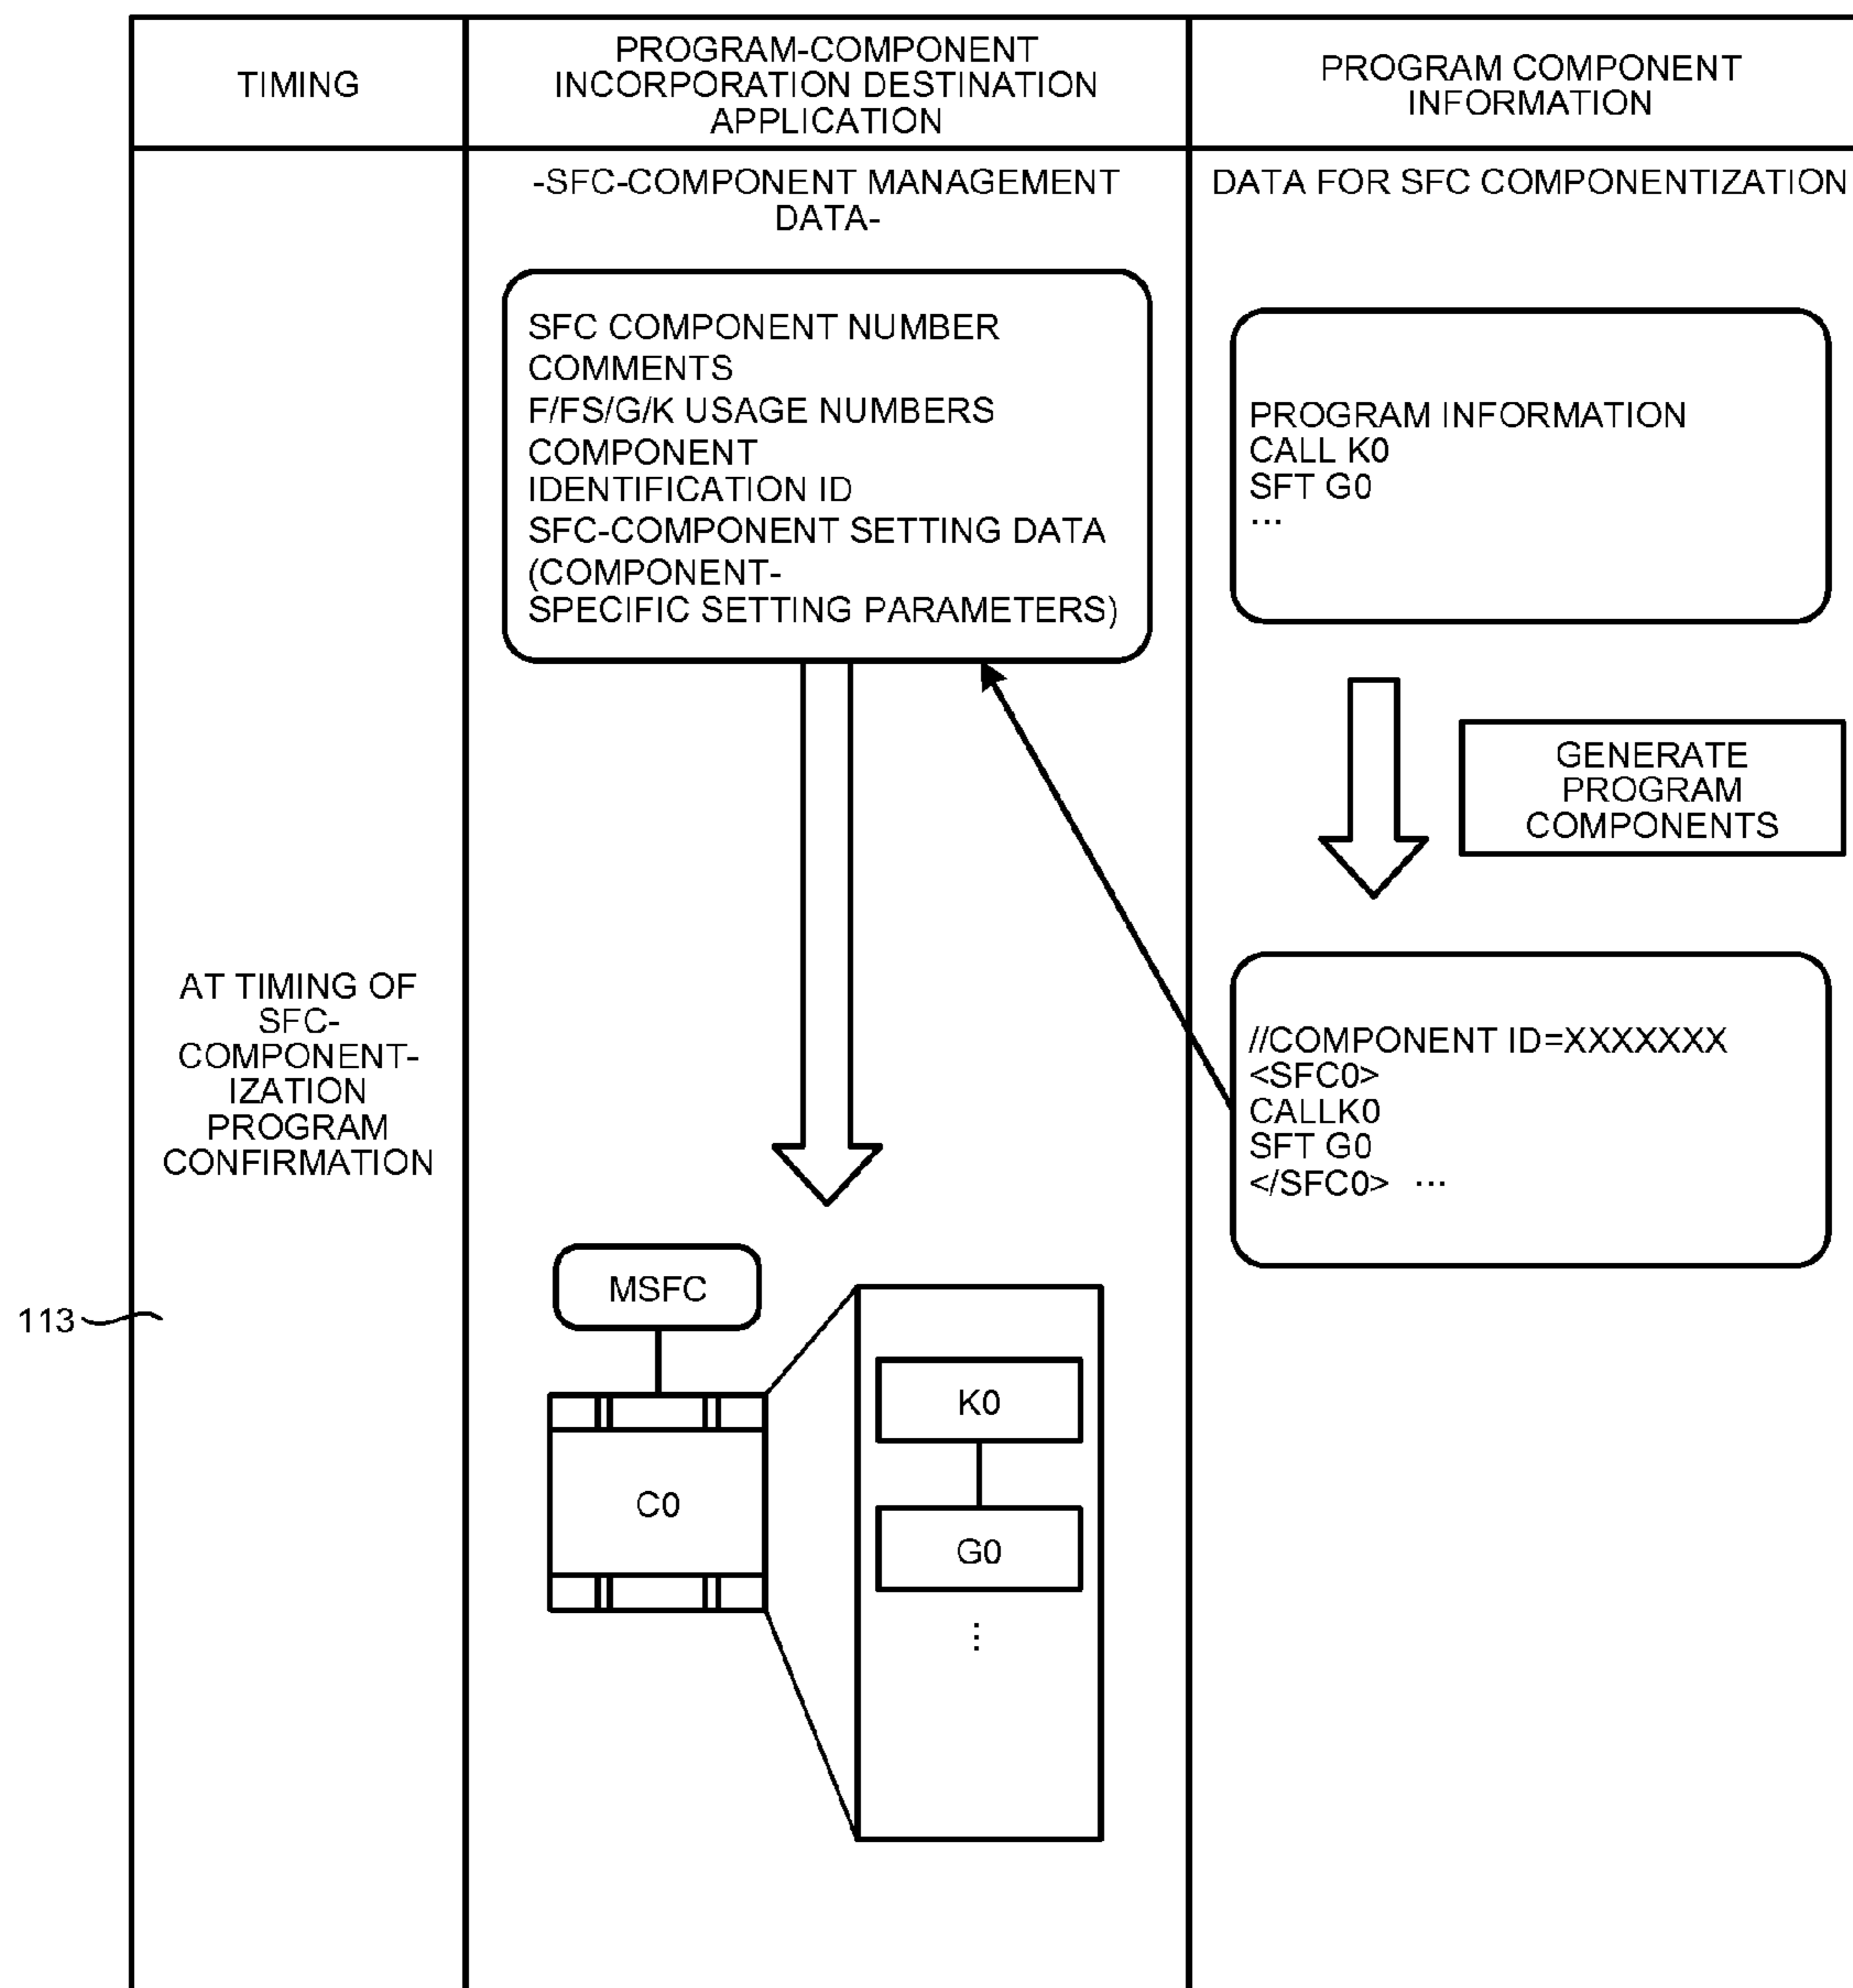 TIMING
PROGRAM-COMPONENT
INCORPORATION DESTINATION
APPLICATION
PROGRAM COMPONENT
INFORMATION
AT TIMING OF
SFC-
COMPONENT-
IZATION
PROGRAM
CONFIRMATION
113
-SFC-COMPONENT MANAGEMENT
DATA-
SFC COMPONENT NUMBER
COMMENTS
F/FS/G/K USAGE NUMBERS
COMPONENT
IDENTIFICATION ID
SFC-COMPONENT SETTING DATA
(COMPONENT-
SPECIFIC SETTING PARAMETERS)
MSFC
C0
K0
G0
⋮
DATA FOR SFC COMPONENTIZATION
PROGRAM INFORMATION
CALL K0
SFT G0
...
GENERATE
PROGRAM
COMPONENTS
//COMPONENT ID=XXXXXXX
<SFC0>
CALLK0
SFT G0
</SFC0> ...